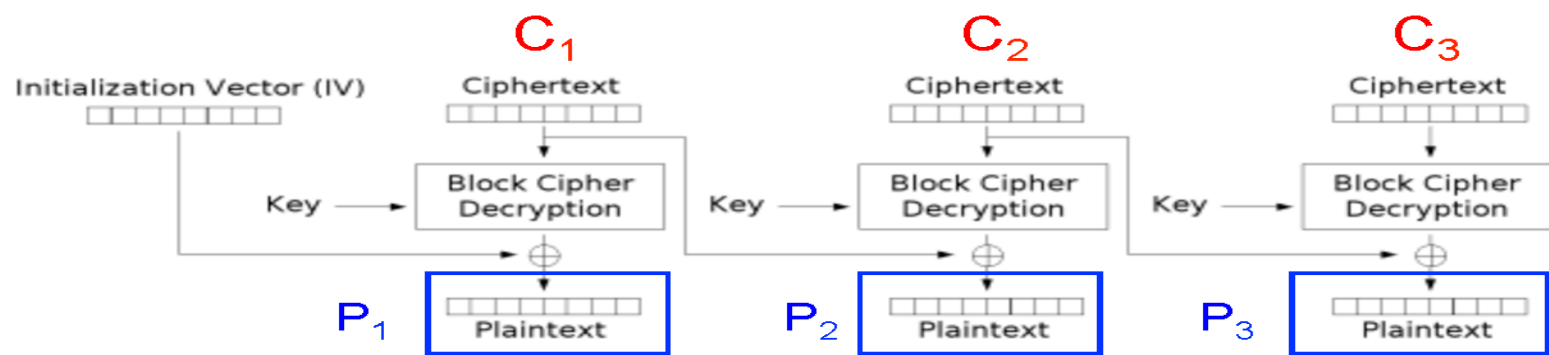 C₁
C₂
C₃
Initialization Vector (IV)
Ciphertext
Ciphertext
Ciphertext
Key
Block Cipher
Decryption
Key
Block Cipher
Decryption
Key
Block Cipher
Decryption
P₁
Plaintext
P₂
Plaintext
P₃
Plaintext